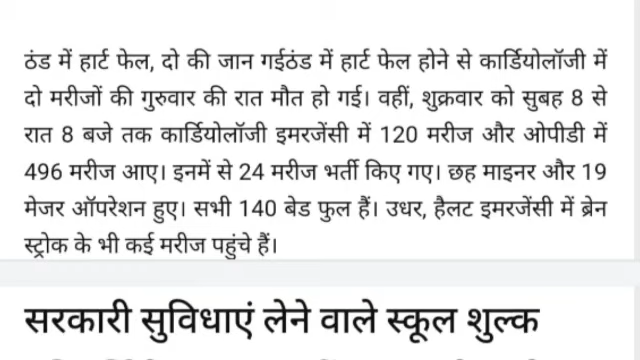 ठंड में हार्ट फेल, दो की जान गईठंड में हार्ट फेल होने से कार्डियोलॉजी में
दो मरीजों की गुरुवार की रात मौत हो गई। वहीं, शुक्रवार को सुबह 8 से
रात 8 बजे तक कार्डियोलॉजी इमरजेंसी में 120 मरीज और ओपीडी में
496 मरीज आए। इनमें से 24 मरीज भर्ती किए गए। छह माइनर और 19
मेजर ऑपरेशन हुए। सभी 140 बेड फुल हैं। उधर, हैलट इमरजेंसी में ब्रेन
स्ट्रोक के भी कई मरीज पहुंचे हैं।
सरकारी सुविधाएं लेने वाले स्कूल शुल्क